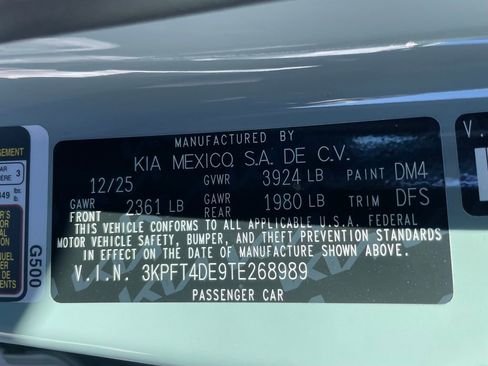 MANUFACTURED BY
KIA MEXICO S.A. DE C.V.
12/25 GVWR 3924 LB PAINT DM4
GAWR FRONT 2361 LB GAWR REAR 1980 LB TRIM DFS
THIS VEHICLE CONFORMS TO ALL APPLICABLE U.S.A. FEDERAL
MOTOR VEHICLE SAFETY, BUMPER, AND THEFT PREVENTION STANDARDS
IN EFFECT ON THE DATE OF MANUFACTURE SHOWN ABOVE.
V.I.N. 3KPFT4DE9TE268989
PASSENGER CAR
G500